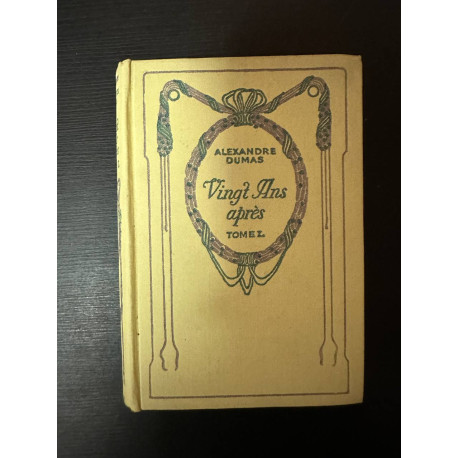 ALEXANDRE
DUMAS
Vingt Ans
après
TOME I.